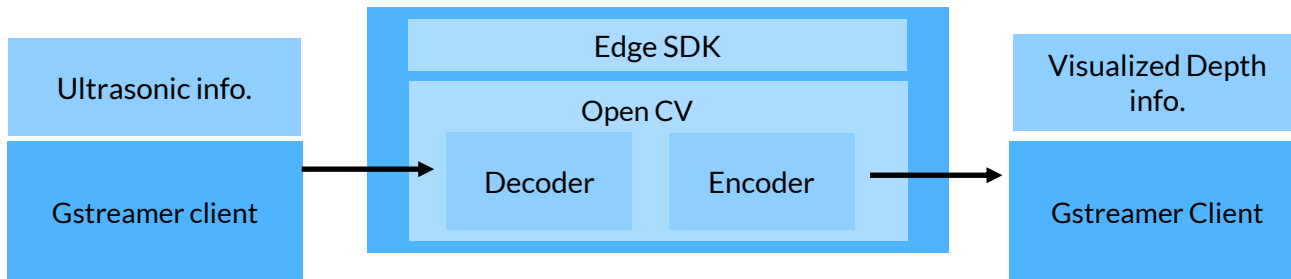 Ultrasonic info.
Gstreamer client
Edge SDK
Open CV
Decoder
Encoder
Visualized Depth
info.
Gstreamer Client